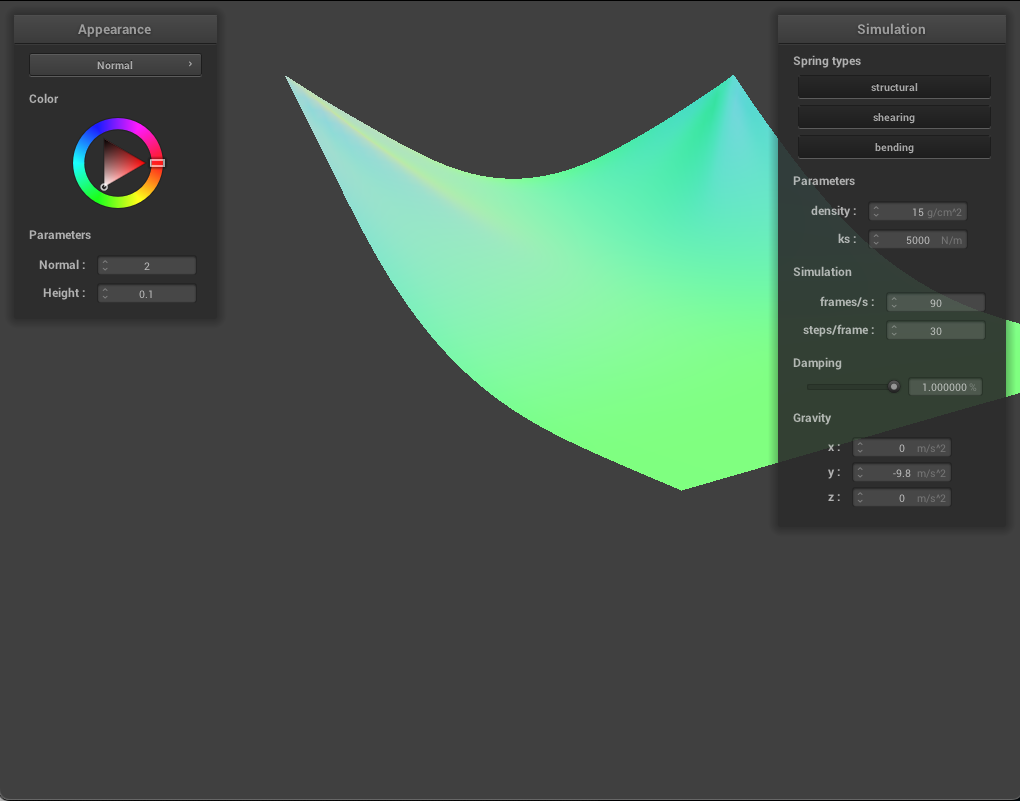 Appearance
Normal
Color
Parameters
Normal : 2
Height : 0.1
Simulation
Spring types
structural
shearing
bending
Parameters
density : 15 g/cm^2
ks : 5000 N/m
Simulation
frames/s : 90
steps/frame : 30
Damping
1.000000 %
Gravity
x : 0 m/s^2
y : -9.8 m/s^2
z : 0 m/s^2